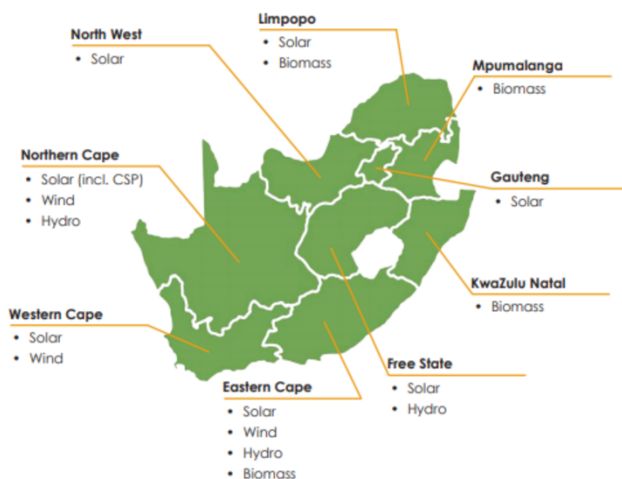 Limpopo
• Solar
• Biomass
North West
• Solar
Mpumalanga
• Biomass
Northern Cape
• Solar (incl. CSP)
• Wind
• Hydro
Gauteng
• Solar
KwaZulu Natal
• Biomass
Western Cape
• Solar
• Wind
Free State
• Solar
• Hydro
Eastern Cape
• Solar
• Wind
• Hydro
• Biomass